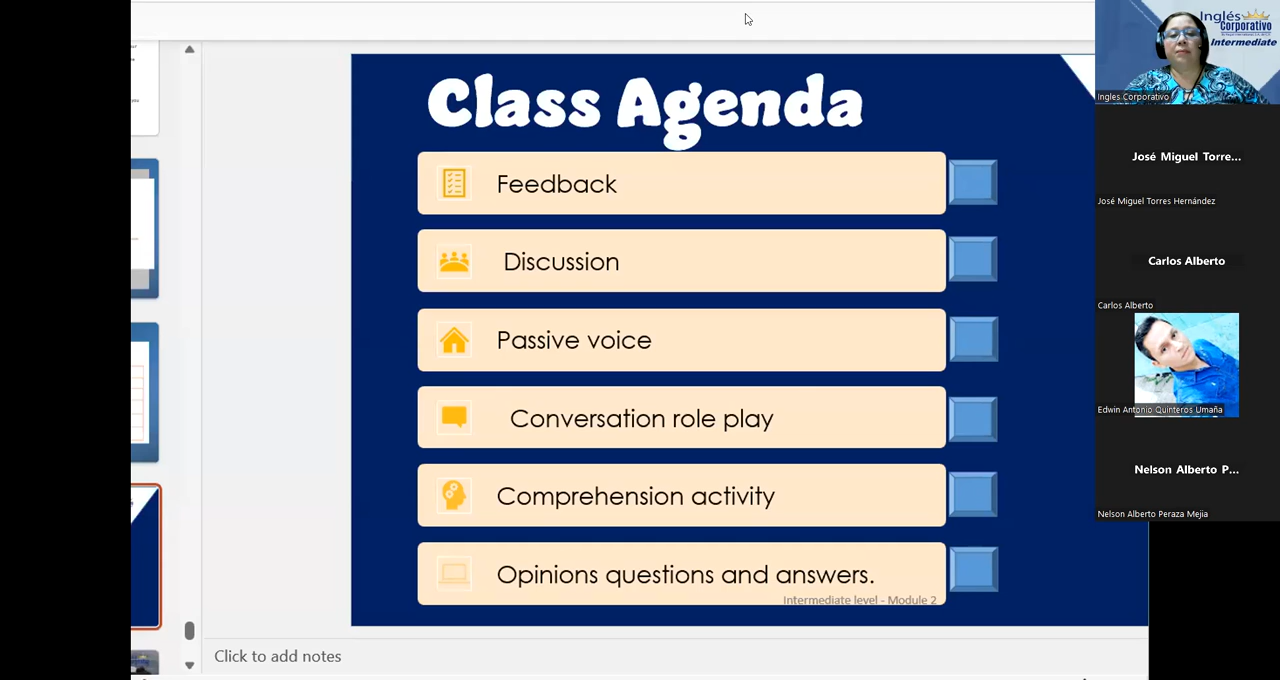 Class Agenda
Feedback
Discussion
Passive voice
Conversation role play
Comprehension activity
Opinions questions and answers.
Intermediate level - Module 2
Click to add notes
Inglés
Corporativo
Intermediate
Ingles Corporativo
José Miguel Torre...
José Miguel Torres Hernández
Carlos Alberto
Carlos Alberto
Edwin Antonio Quinteros Umaña
Nelson Alberto P...
Nelson Alberto Peraza Mejia